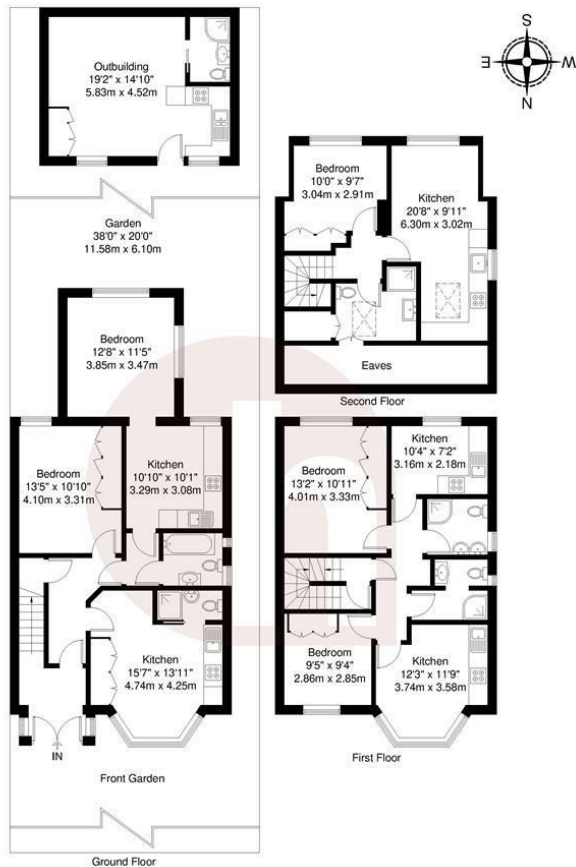 Outbuilding
19'2" x 14'10"
5.83m x 4.52m
S
E
W
N
Garden
38'0" x 20'0"
11.58m x 6.10m
Bedroom
10'0" x 9'7"
3.04m x 2.91m
Kitchen
20'8" x 9'11"
6.30m x 3.02m
Eaves
Second Floor
Bedroom
12'8" x 11'5"
3.85m x 3.47m
Bedroom
13'5" x 10'10"
4.10m x 3.31m
Kitchen
10'10" x 10'1"
3.29m x 3.08m
Kitchen
15'7" x 13'11"
4.74m x 4.25m
IN
Front Garden
Ground Floor
Bedroom
13'2" x 10'11"
4.01m x 3.33m
Kitchen
10'4" x 7'2"
3.16m x 2.18m
Bedroom
9'5" x 9'4"
2.86m x 2.85m
Kitchen
12'3" x 11'9"
3.74m x 3.58m
First Floor